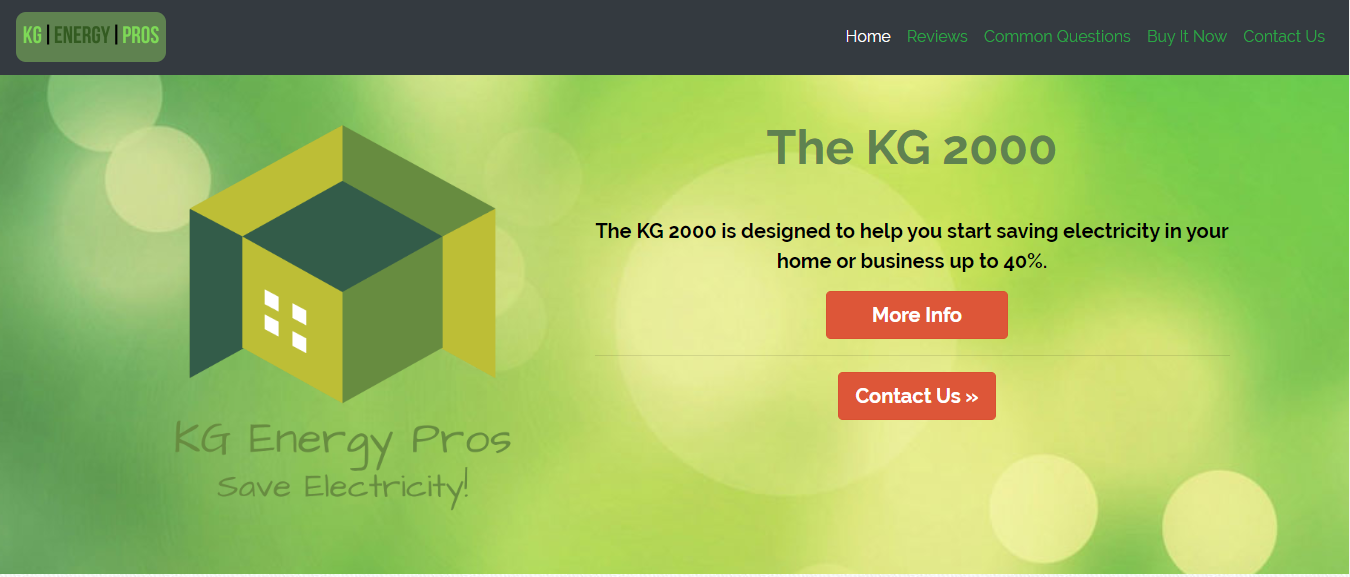 KG | ENERGY | PROS
Home Reviews Common Questions Buy It Now Contact Us
The KG 2000
The KG 2000 is designed to help you start saving electricity in your
home or business up to 40%.
More Info
Contact Us »
KG Energy Pros
Save Electricity!